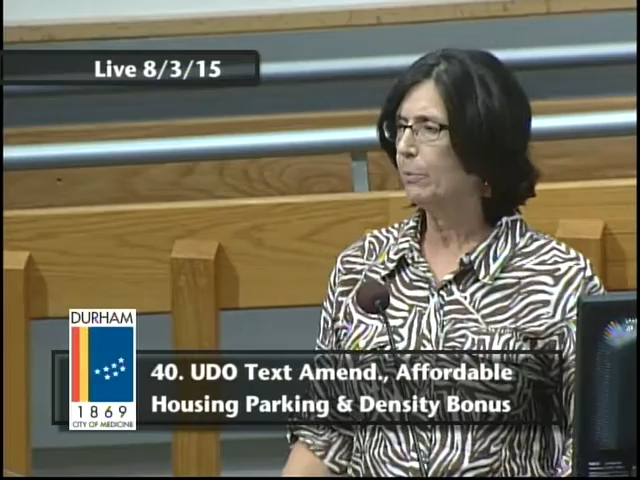 Live 8/3/15
DURHAM
1869
CITY OF MEDICINE
40. UDO Text Amend., Affordable
Housing Parking & Density Bonus